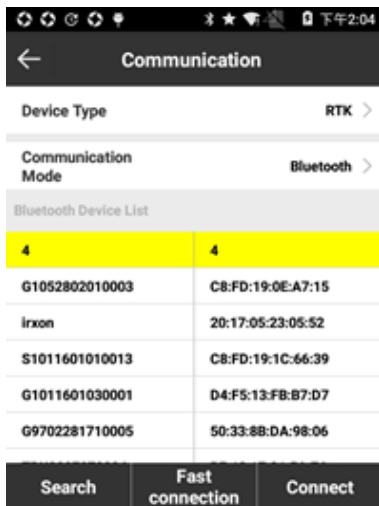 下午2:04
Communication
Device Type RTK
Communication
Mode Bluetooth
Bluetooth Device List
4 4
G1052802010003 C8:FD:19:0E:A7:15
irxon 20:17:05:23:05:52
S1011601010013 C8:FD:19:1C:66:39
G1011601030001 D4:F5:13:FB:B7:D7
G9702281710005 50:33:8B:DA:98:06
Search Fast connection Connect